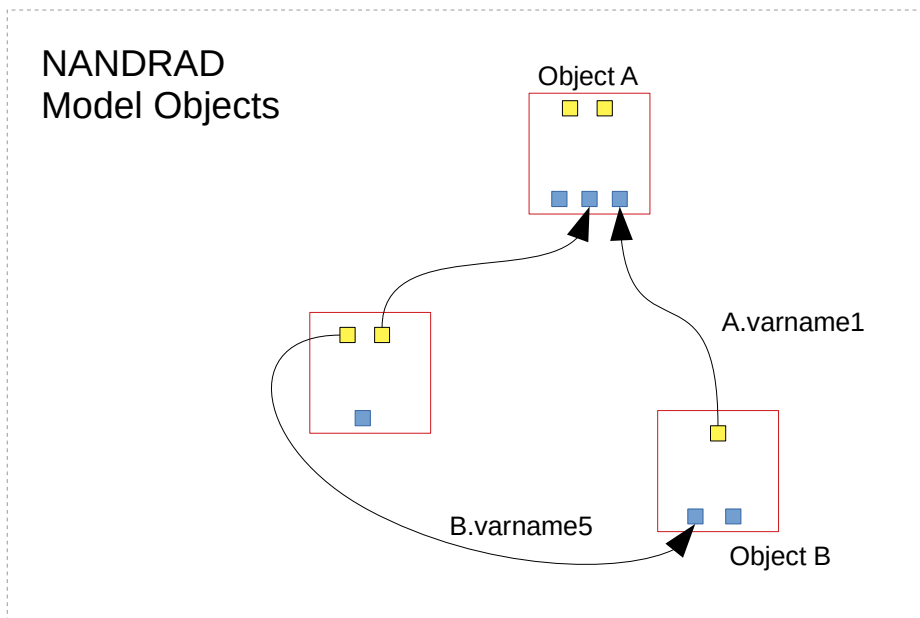 NANDRAD
Model Objects
Object A
A.varname1
B.varname5
Object B